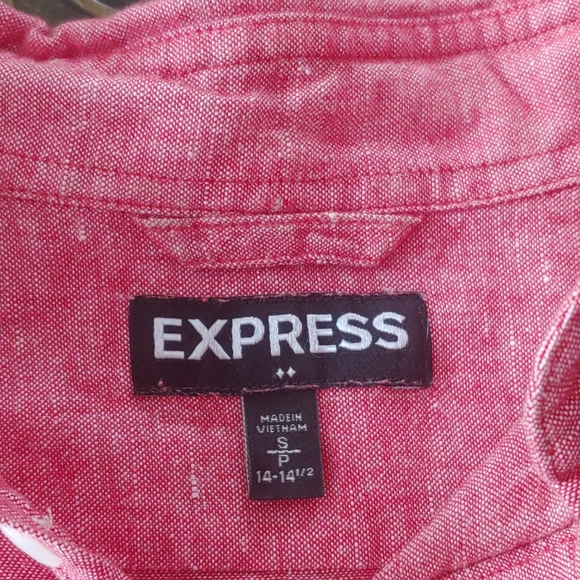 EXPRESS
MADE IN
VIETNAM
S
P
14-14 1/2